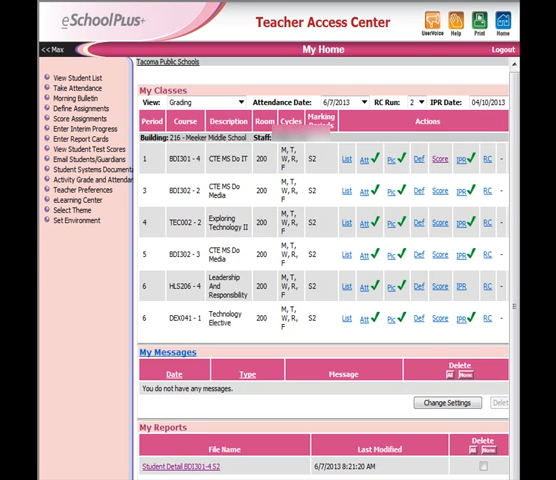 eSchoolPlus+
Teacher Access Center
UserVoice Help Print Home
<< Max My Home Logout
View Student List
Take Attendance
Morning Bulletin
Define Assignments
Score Assignments
Enter Interim Progress
Enter Report Cards
View Student Test Scores
Email Students/Guardians
Student Systems Documenta
Activity Grade and Attendan
Teacher Preferences
eLearning Center
Select Theme
Set Environment
Tacoma Public Schools
My Classes
View: Grading Attendance Date: 6/7/2013 RC Run: 2 IPR Date: 04/10/2013
Period Course Description Room Cycles Marking Periods Actions
Building: 216 - Meeker Middle School Staff:
1 BDI301 - 4 CTE MS Do IT 200 M, T, W, R, F S2 List Att Pic Def Score IPR RC -
3 BDI302 - 2 CTE MS Do Media 200 M, T, W, R, F S2 List Att Pic Def Score IPR RC -
4 TEC002 - 2 Exploring Technology II 200 M, T, W, R, F S2 List Att Pic Def Score IPR RC -
5 BDI302 - 3 CTE MS Do Media 200 M, T, W, R, F S2 List Att Pic Def Score IPR RC -
6 HLS206 - 4 Leadership And Responsibility 200 M, T, W, R, F S2 List Att Pic Def Score IPR RC -
6 DEX041 - 1 Technology Elective 200 M, T, W, R, F S2 List Att Pic Def Score IPR RC -
My Messages
Date Type Message Delete
All None
You do not have any messages.
Change Settings Delet
My Reports
File Name Last Modified Delete
All None
Student Detail BDI301-4 S2 6/7/2013 8:21:20 AM